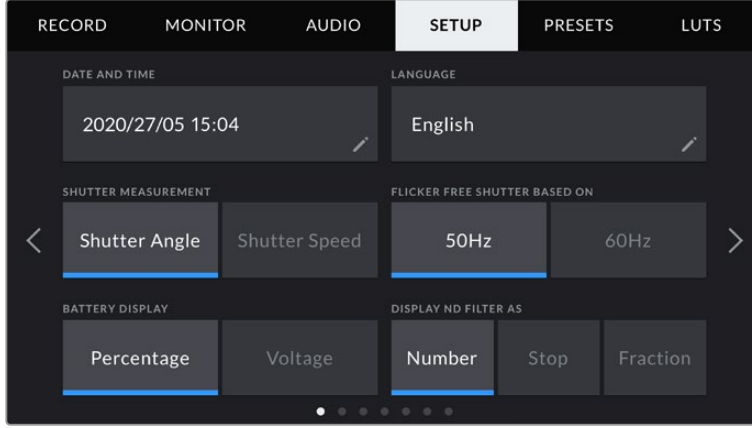 RECORD MONITOR AUDIO SETUP PRESETS LUTS
DATE AND TIME LANGUAGE
2020/27/05 15:04 English
SHUTTER MEASUREMENT FLICKER FREE SHUTTER BASED ON
Shutter Angle Shutter Speed 50Hz 60Hz
BATTERY DISPLAY DISPLAY ND FILTER AS
Percentage Voltage Number Stop Fraction